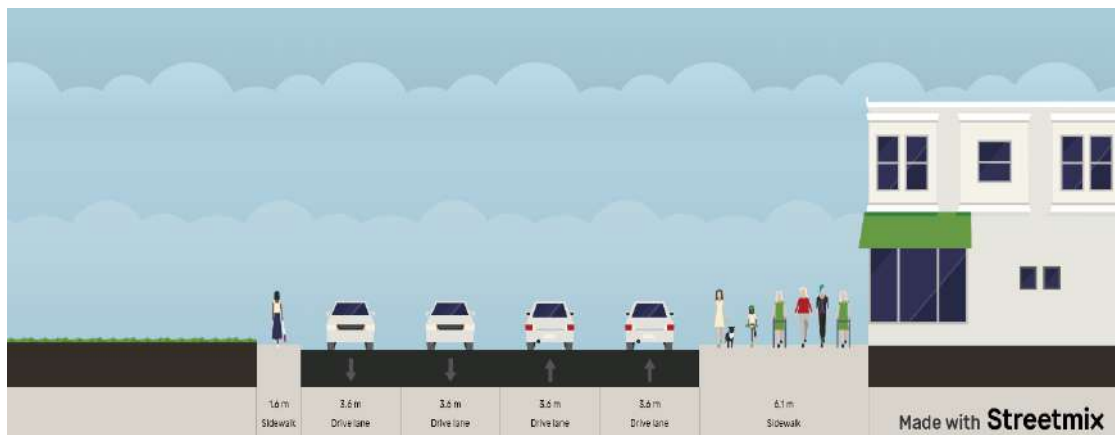 1.6 m
Sidewalk
3.6 m
Drive lane
3.6 m
Drive lane
3.6 m
Drive lane
3.6 m
Drive lane
6.1 m
Sidewalk
Made with Streetmix